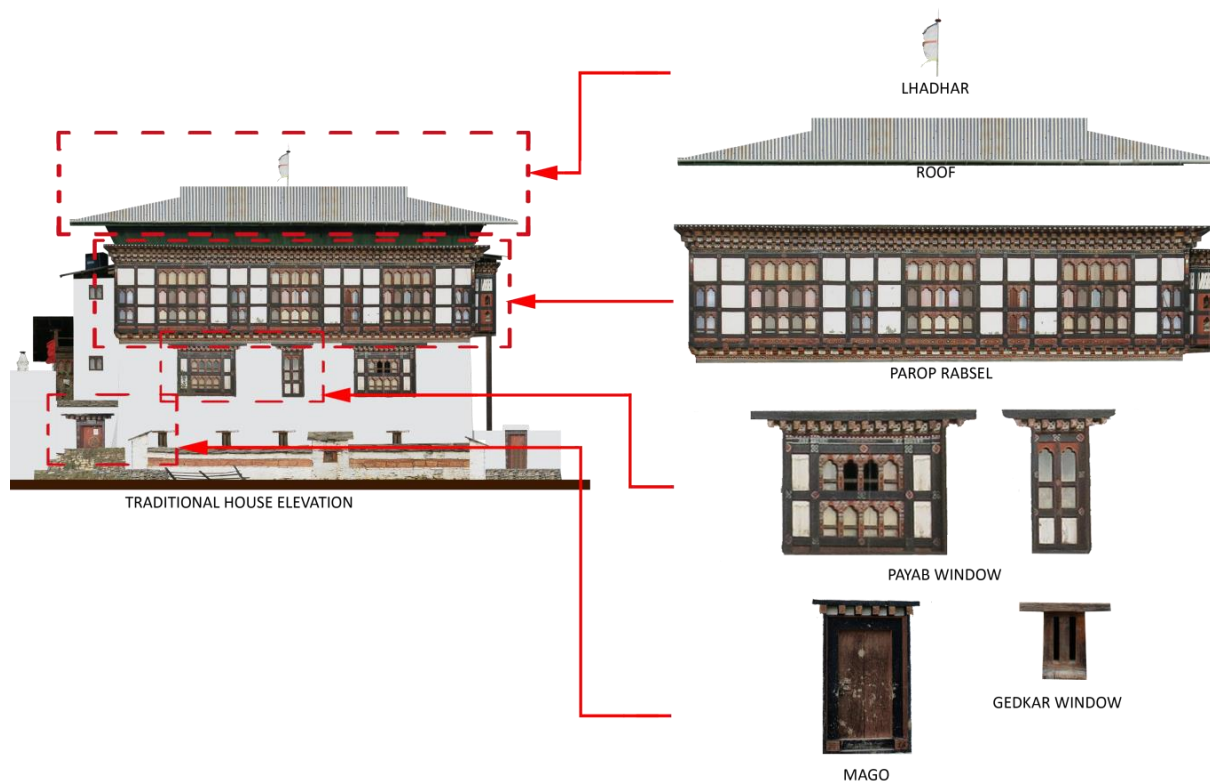 LHADHAR
ROOF
PAROP RABSEL
TRADITIONAL HOUSE ELEVATION
PAYAB WINDOW
GEDKAR WINDOW
MAGO